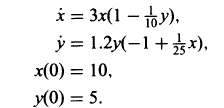 ẋ = 3x(1 − 1/10 y),
ẏ = 1.2y(−1 + 1/25 x),
x(0) = 10,
y(0) = 5.